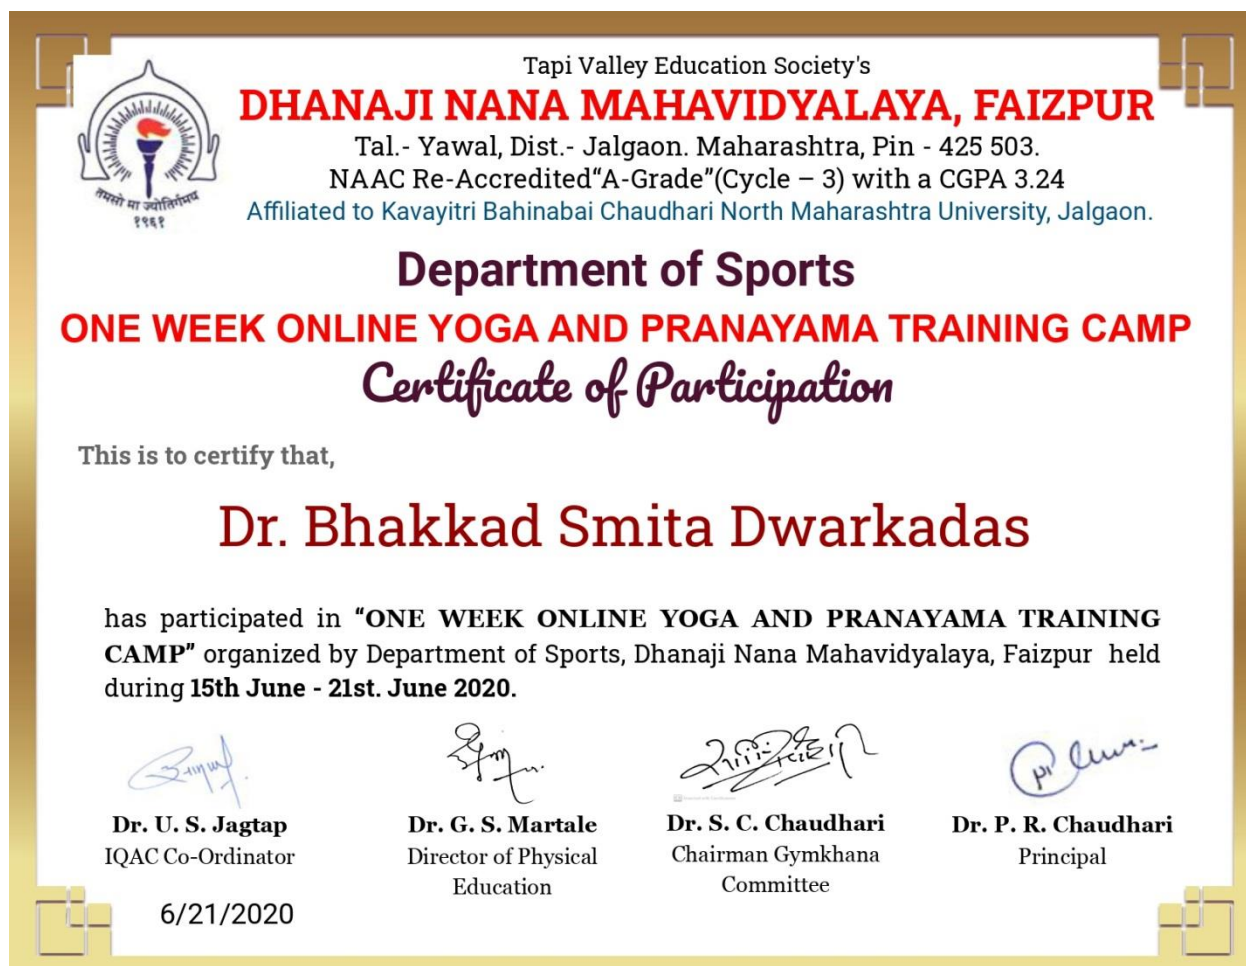 Tapi Valley Education Society's
DHANAJI NANA MAHAVIDYALAYA, FAIZPUR
Tal.- Yawal, Dist.- Jalgaon. Maharashtra, Pin - 425 503.
NAAC Re-Accredited“A-Grade”(Cycle – 3) with a CGPA 3.24
Affiliated to Kavayitri Bahinabai Chaudhari North Maharashtra University, Jalgaon.
तमसो मा ज्योतिर्गमय
१९६१
Department of Sports
ONE WEEK ONLINE YOGA AND PRANAYAMA TRAINING CAMP
Certificate of Participation
This is to certify that,
Dr. Bhakkad Smita Dwarkadas
has participated in “ONE WEEK ONLINE YOGA AND PRANAYAMA TRAINING
CAMP” organized by Department of Sports, Dhanaji Nana Mahavidyalaya, Faizpur held
during 15th June - 21st. June 2020.
Dr. U. S. Jagtap
IQAC Co-Ordinator
Dr. G. S. Martale
Director of Physical
Education
Dr. S. C. Chaudhari
Chairman Gymkhana
Committee
Dr. P. R. Chaudhari
Principal
6/21/2020